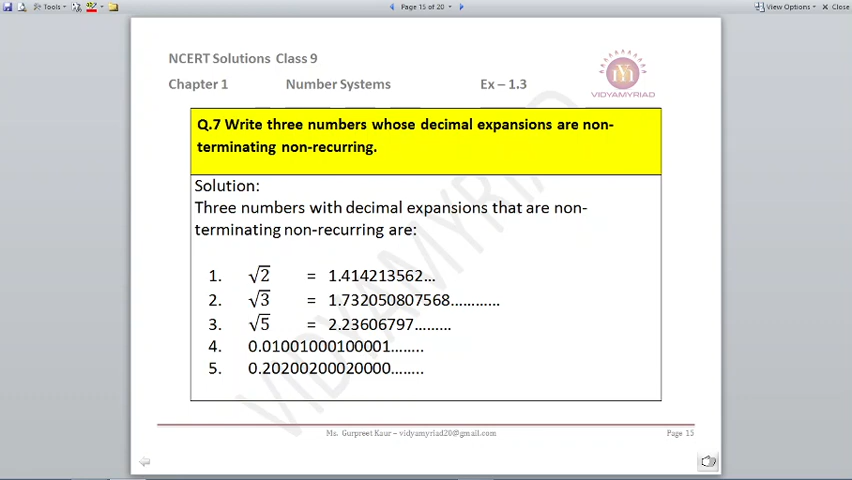 Tools
Page 15 of 20
View Options
Close
NCERT Solutions Class 9
Chapter 1 Number Systems Ex – 1.3
VIDYAMYRIAD
Q.7 Write three numbers whose decimal expansions are non-
terminating non-recurring.
Solution:
Three numbers with decimal expansions that are non-
terminating non-recurring are:
1. √2 = 1.414213562…
2. √3 = 1.732050807568…………
3. √5 = 2.23606797………
4. 0.01001000100001……..
5. 0.20200200020000……..
VIDYAMYRIAD
Ms. Gurpreet Kaur – vidyamyriad20@gmail.com Page 15